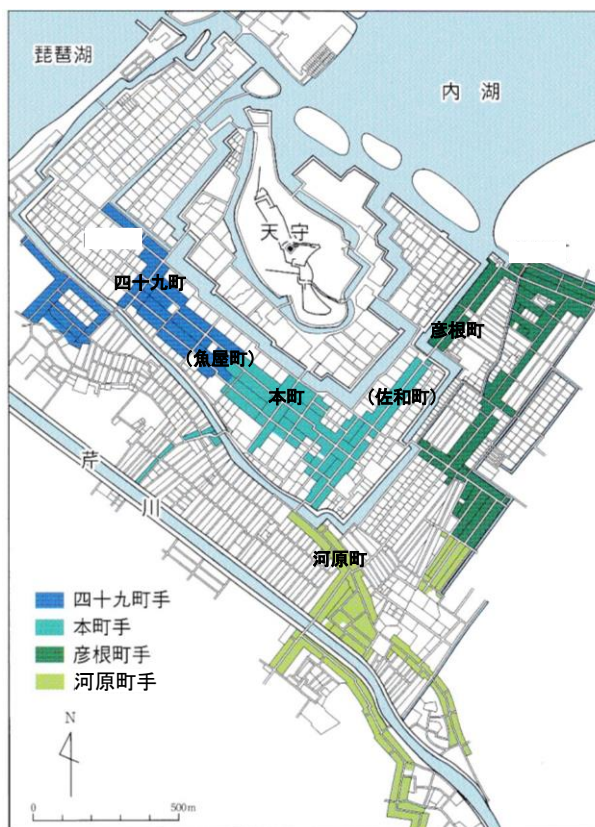 琵琶湖
内湖
天守
四十九町
彦根町
(魚屋町)
本町
(佐和町)
芹川
河原町
四十九町手
本町手
彦根町手
河原町手
N
0 500m